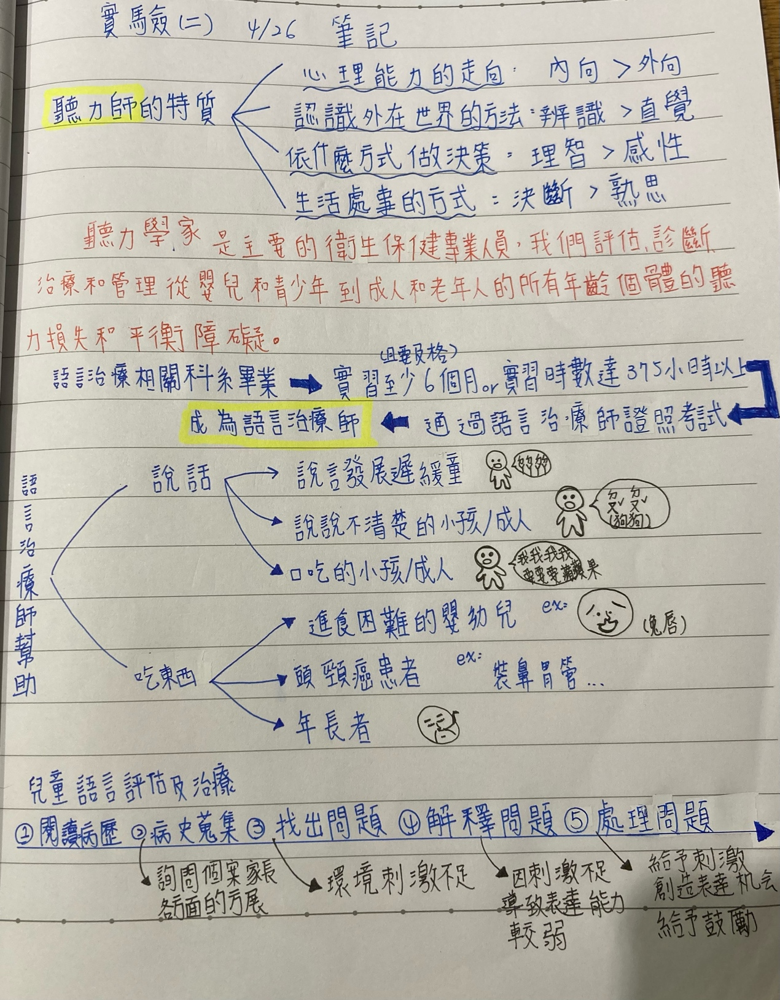 實驗(二) 4/26 筆記
聽力師的特質
心理能力的走向: 內向 > 外向
認識外在世界的方法:辨識 > 直覺
依什麼方式做決策: 理智 > 感性
生活處事的方式:決斷 > 熟思
聽力學家是主要的衛生保健專業人員,我們評估、診斷
治療和管理從嬰兒和青少年到成人和老年人的所有年齡個體的聽
力損失和平衡障礙。
(且要及格)
語言治療相關科系畢業 ➡ 實習至少6個月or實習時數達375小時以上
成為語言治療師 ⬅ 通過語言治療師證照考試
語言治療師幫助
說話
說言發展遲緩童
說說不清楚的小孩/成人
ㄉㄡˇㄉㄡˇ
(狗狗)
口吃的小孩/成人
我我我我
要要要蘋蘋果
吃東西
進食困難的嬰幼兒 ex: (兔唇)
頭頸癌患者 ex: 裝鼻胃管...
年長者
兒童語言評估及治療
①閱讀病歷 ②病史蒐集 ③找出問題 ④解釋問題 ⑤處理問題
詢問個案家長
各方面的方展
環境刺激不足
因刺激不足
導致表達能力
較弱
給予刺激
創造表達机会
給予鼓勵